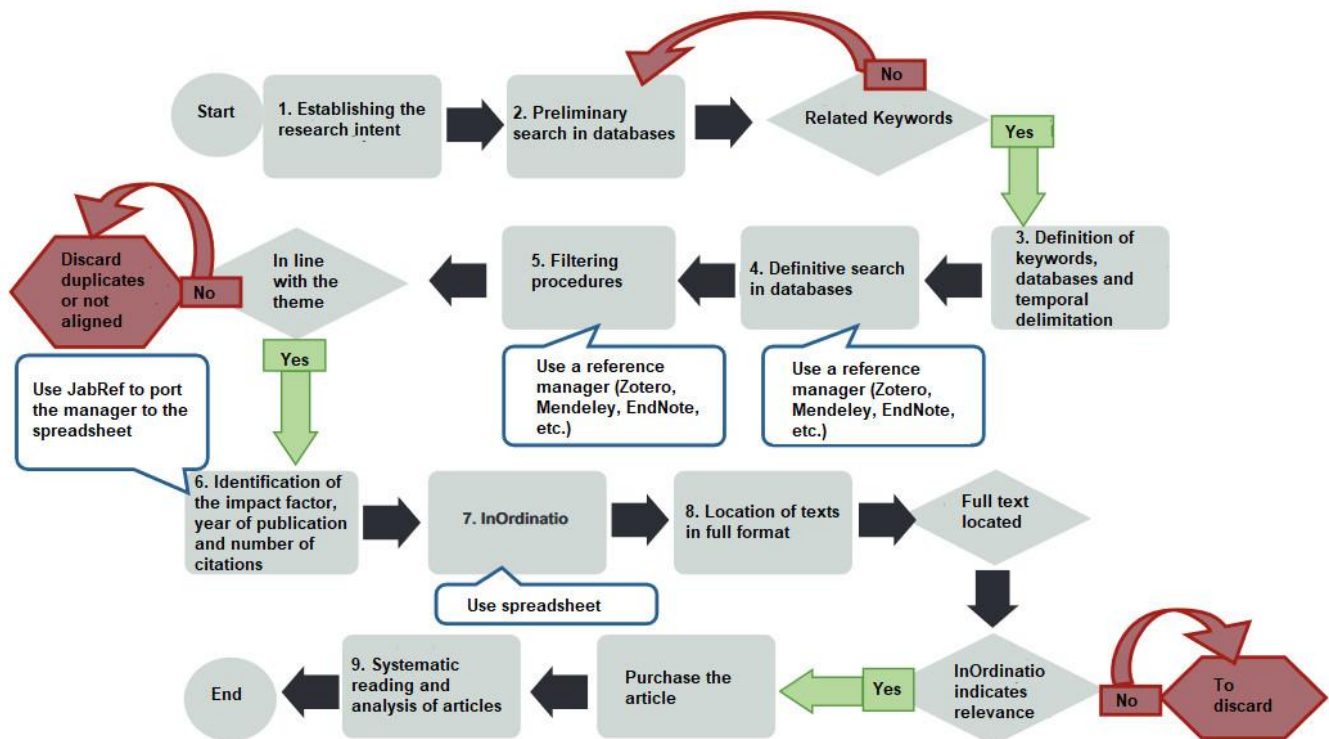 Start
1. Establishing the
research intent
2. Preliminary
search in databases
No
Related Keywords
Yes
Discard
duplicates
or not
aligned
No
In line
with the
theme
5. Filtering
procedures
4. Definitive search
in databases
3. Definition of
keywords,
databases and
temporal
delimitation
Yes
Use JabRef to port
the manager to the
spreadsheet
Use a reference
manager (Zotero,
Mendeley, EndNote,
etc.)
Use a reference
manager (Zotero,
Mendeley, EndNote,
etc.)
6. Identification of
the impact factor,
year of publication
and number of
citations
7. InOrdinatio
8. Location of texts
in full format
Full text
located
Use spreadsheet
End
9. Systematic
reading and
analysis of articles
Purchase the
article
Yes
InOrdinatio
indicates
relevance
No
To
discard